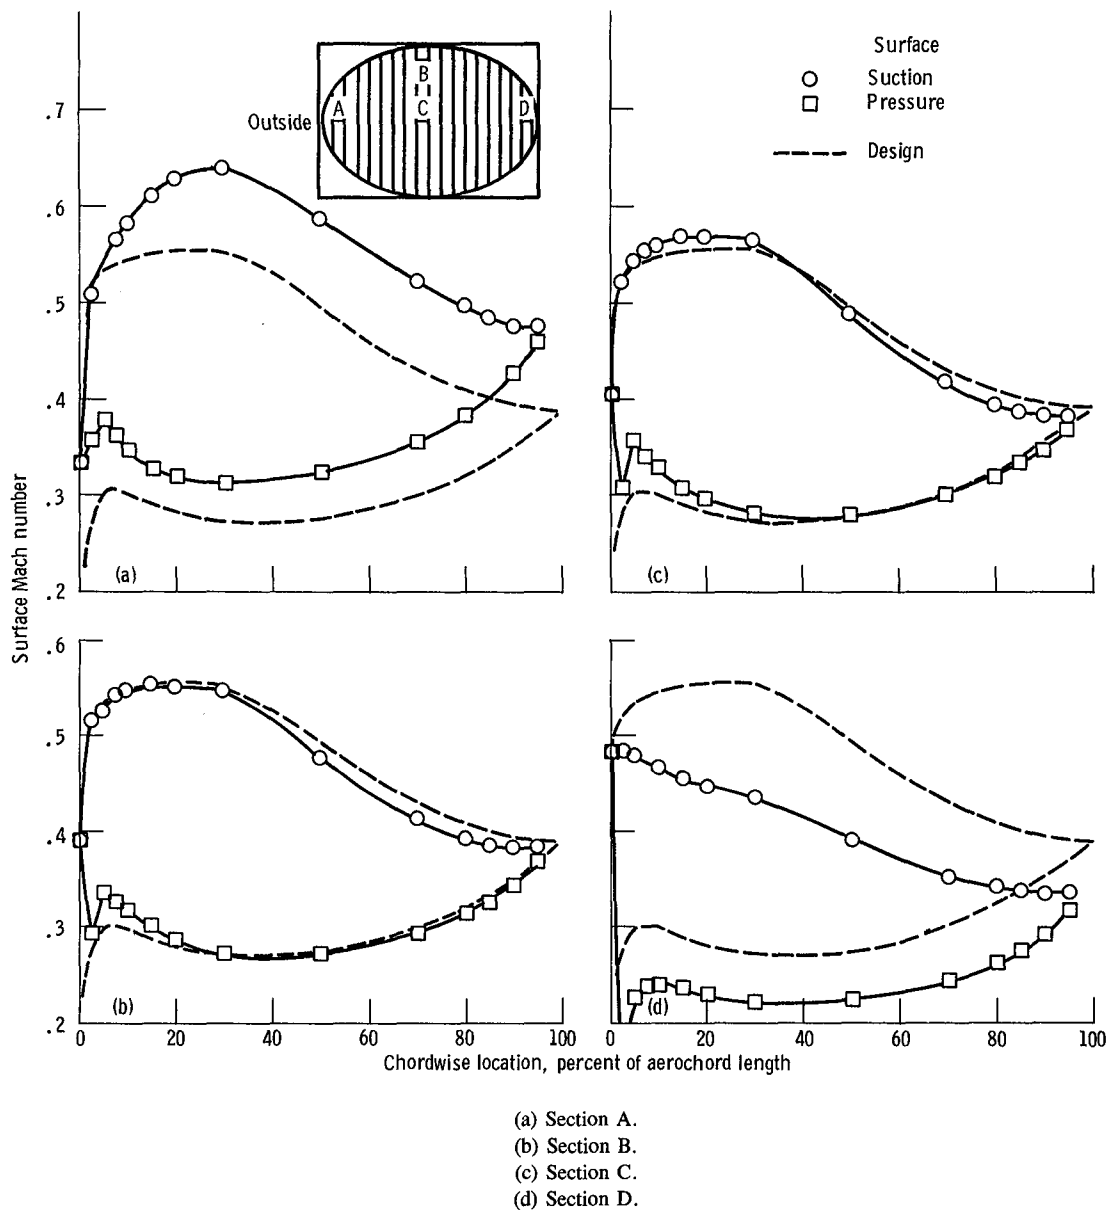 Surface
Suction
Pressure
Design
Outside
A
B
C
D
.7
.6
.5
.4
.3
.2
(a)
(c)
Surface Mach number
.6
.5
.4
.3
.2
(b)
(d)
0 20 40 60 80 100
0 20 40 60 80 100
Chordwise location, percent of aerochord length
(a) Section A.
(b) Section B.
(c) Section C.
(d) Section D.